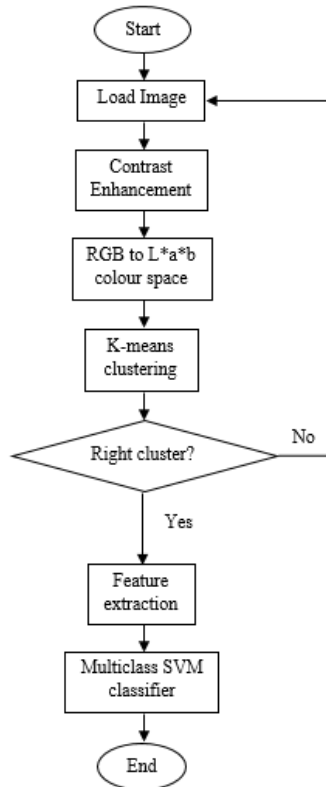 Start
Load Image
Contrast
Enhancement
RGB to L*a*b
colour space
K-means
clustering
Right cluster?
No
Yes
Feature
extraction
Multiclass SVM
classifier
End